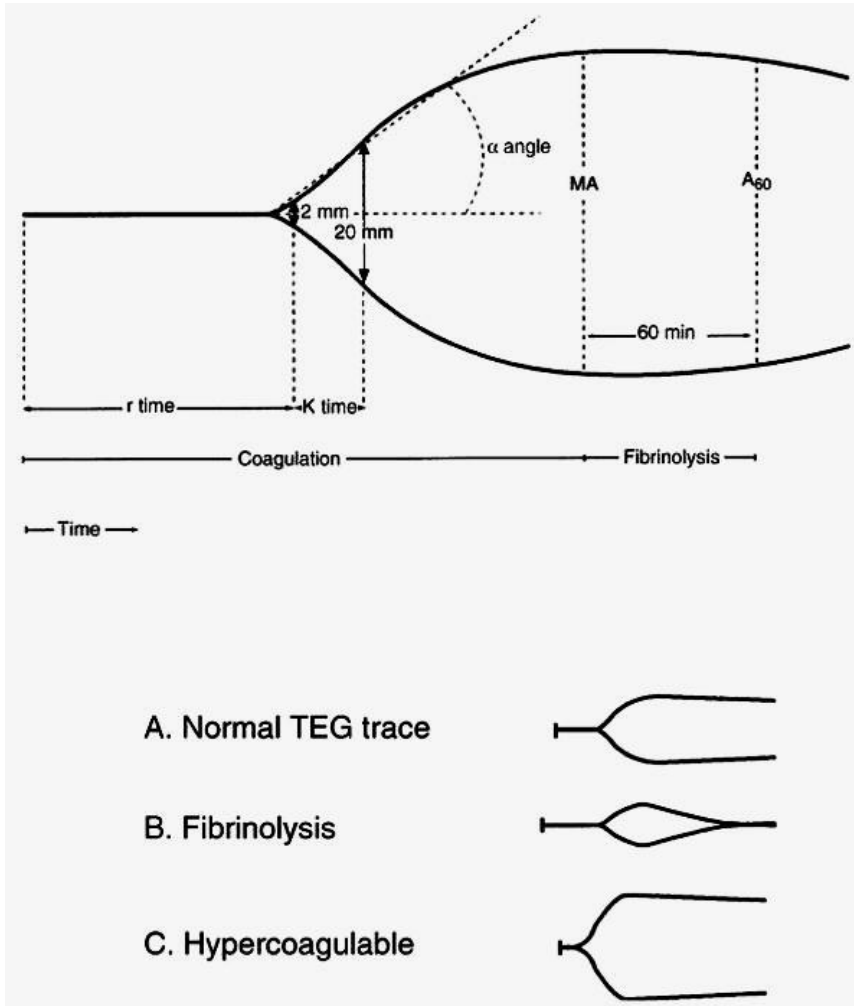 α angle
2 mm
MA
A60
20 mm
60 min
r time
K time
Coagulation
Fibrinolysis
Time
A. Normal TEG trace
B. Fibrinolysis
C. Hypercoagulable